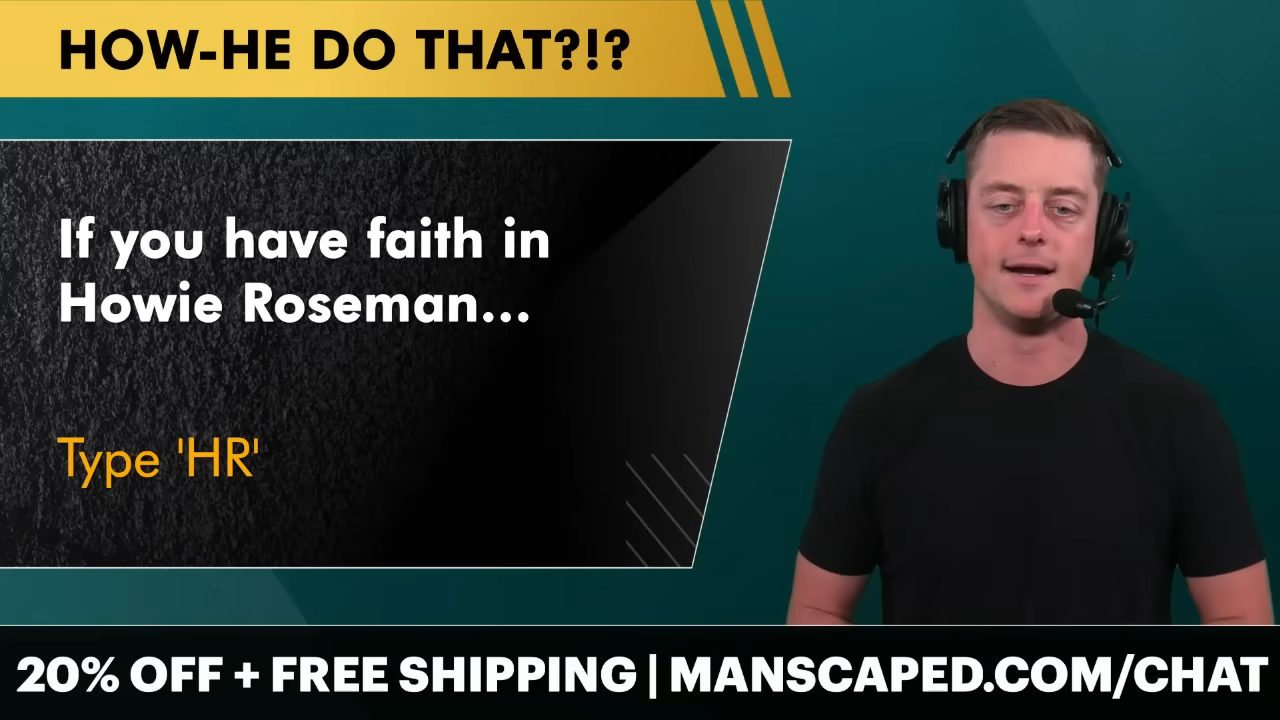 HOW-HE DO THAT?!?
If you have faith in
Howie Roseman...
Type 'HR'
20% OFF + FREE SHIPPING | MANSCAPED.COM/CHAT